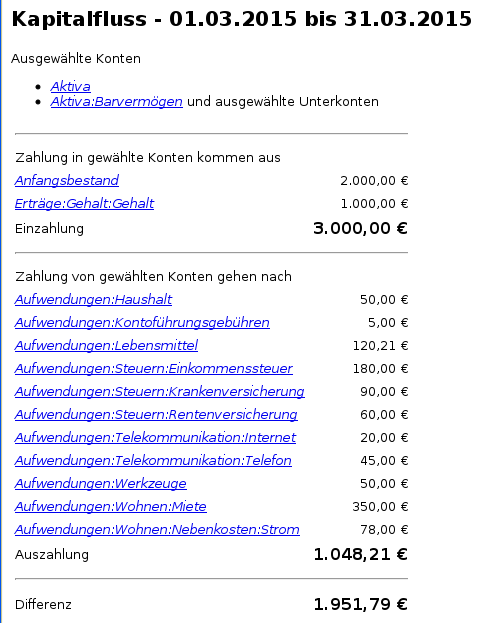 Kapitalfluss - 01.03.2015 bis 31.03.2015
Ausgewählte Konten
• Aktiva
• Aktiva:Barvermögen und ausgewählte Unterkonten
Zahlung in gewählte Konten kommen aus
Anfangsbestand 2.000,00 €
Erträge:Gehalt:Gehalt 1.000,00 €
Einzahlung 3.000,00 €
Zahlung von gewählten Konten gehen nach
Aufwendungen:Haushalt 50,00 €
Aufwendungen:Kontoführungsgebühren 5,00 €
Aufwendungen:Lebensmittel 120,21 €
Aufwendungen:Steuern:Einkommenssteuer 180,00 €
Aufwendungen:Steuern:Krankenversicherung 90,00 €
Aufwendungen:Steuern:Rentenversicherung 60,00 €
Aufwendungen:Telekommunikation:Internet 20,00 €
Aufwendungen:Telekommunikation:Telefon 45,00 €
Aufwendungen:Werkzeuge 50,00 €
Aufwendungen:Wohnen:Miete 350,00 €
Aufwendungen:Wohnen:Nebenkosten:Strom 78,00 €
Auszahlung 1.048,21 €
Differenz 1.951,79 €